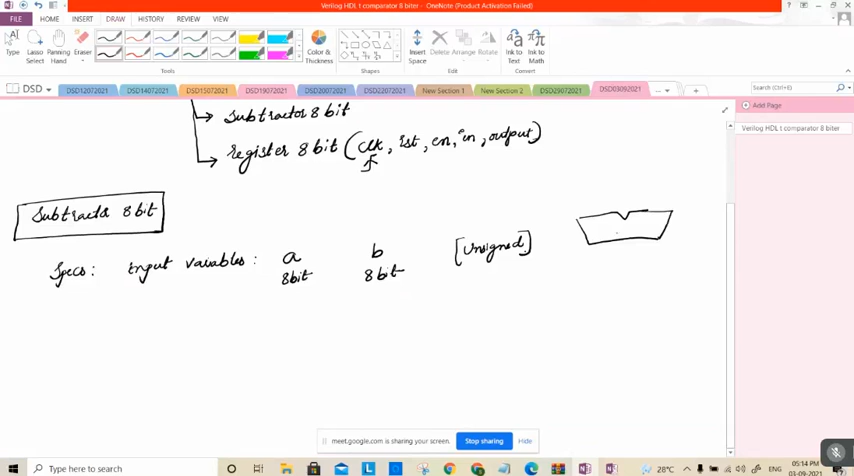 Verilog HDL t comparator 8 biter - OneNote (Product Activation Failed)
FILE HOME INSERT DRAW HISTORY REVIEW VIEW
Type Lasso Select Panning Hand Eraser Color & Thickness Shapes Insert Space Delete Arrange Ink to Text Ink to Math
Tools Shapes Edit Convert
DSD DSD12072021 DSD14072021 DSD15072021 DSD19072021 DSD20072021 DSD22072021 New Section 1 New Section 2 DSD29072021 DSD03092021 ... + Search (Ctrl+E)
Add Page
Verilog HDL t comparator 8 biter
Subtractor 8 bit
register 8 bit (clk, rst, en, in, output)
Subtractor 8 bit
Specs: Input variables: a b [Unsigned]
8bit 8 bit
meet.google.com is sharing your screen. Stop sharing Hide
Type here to search 28°C ENG 05:14 PM
03-09-2021